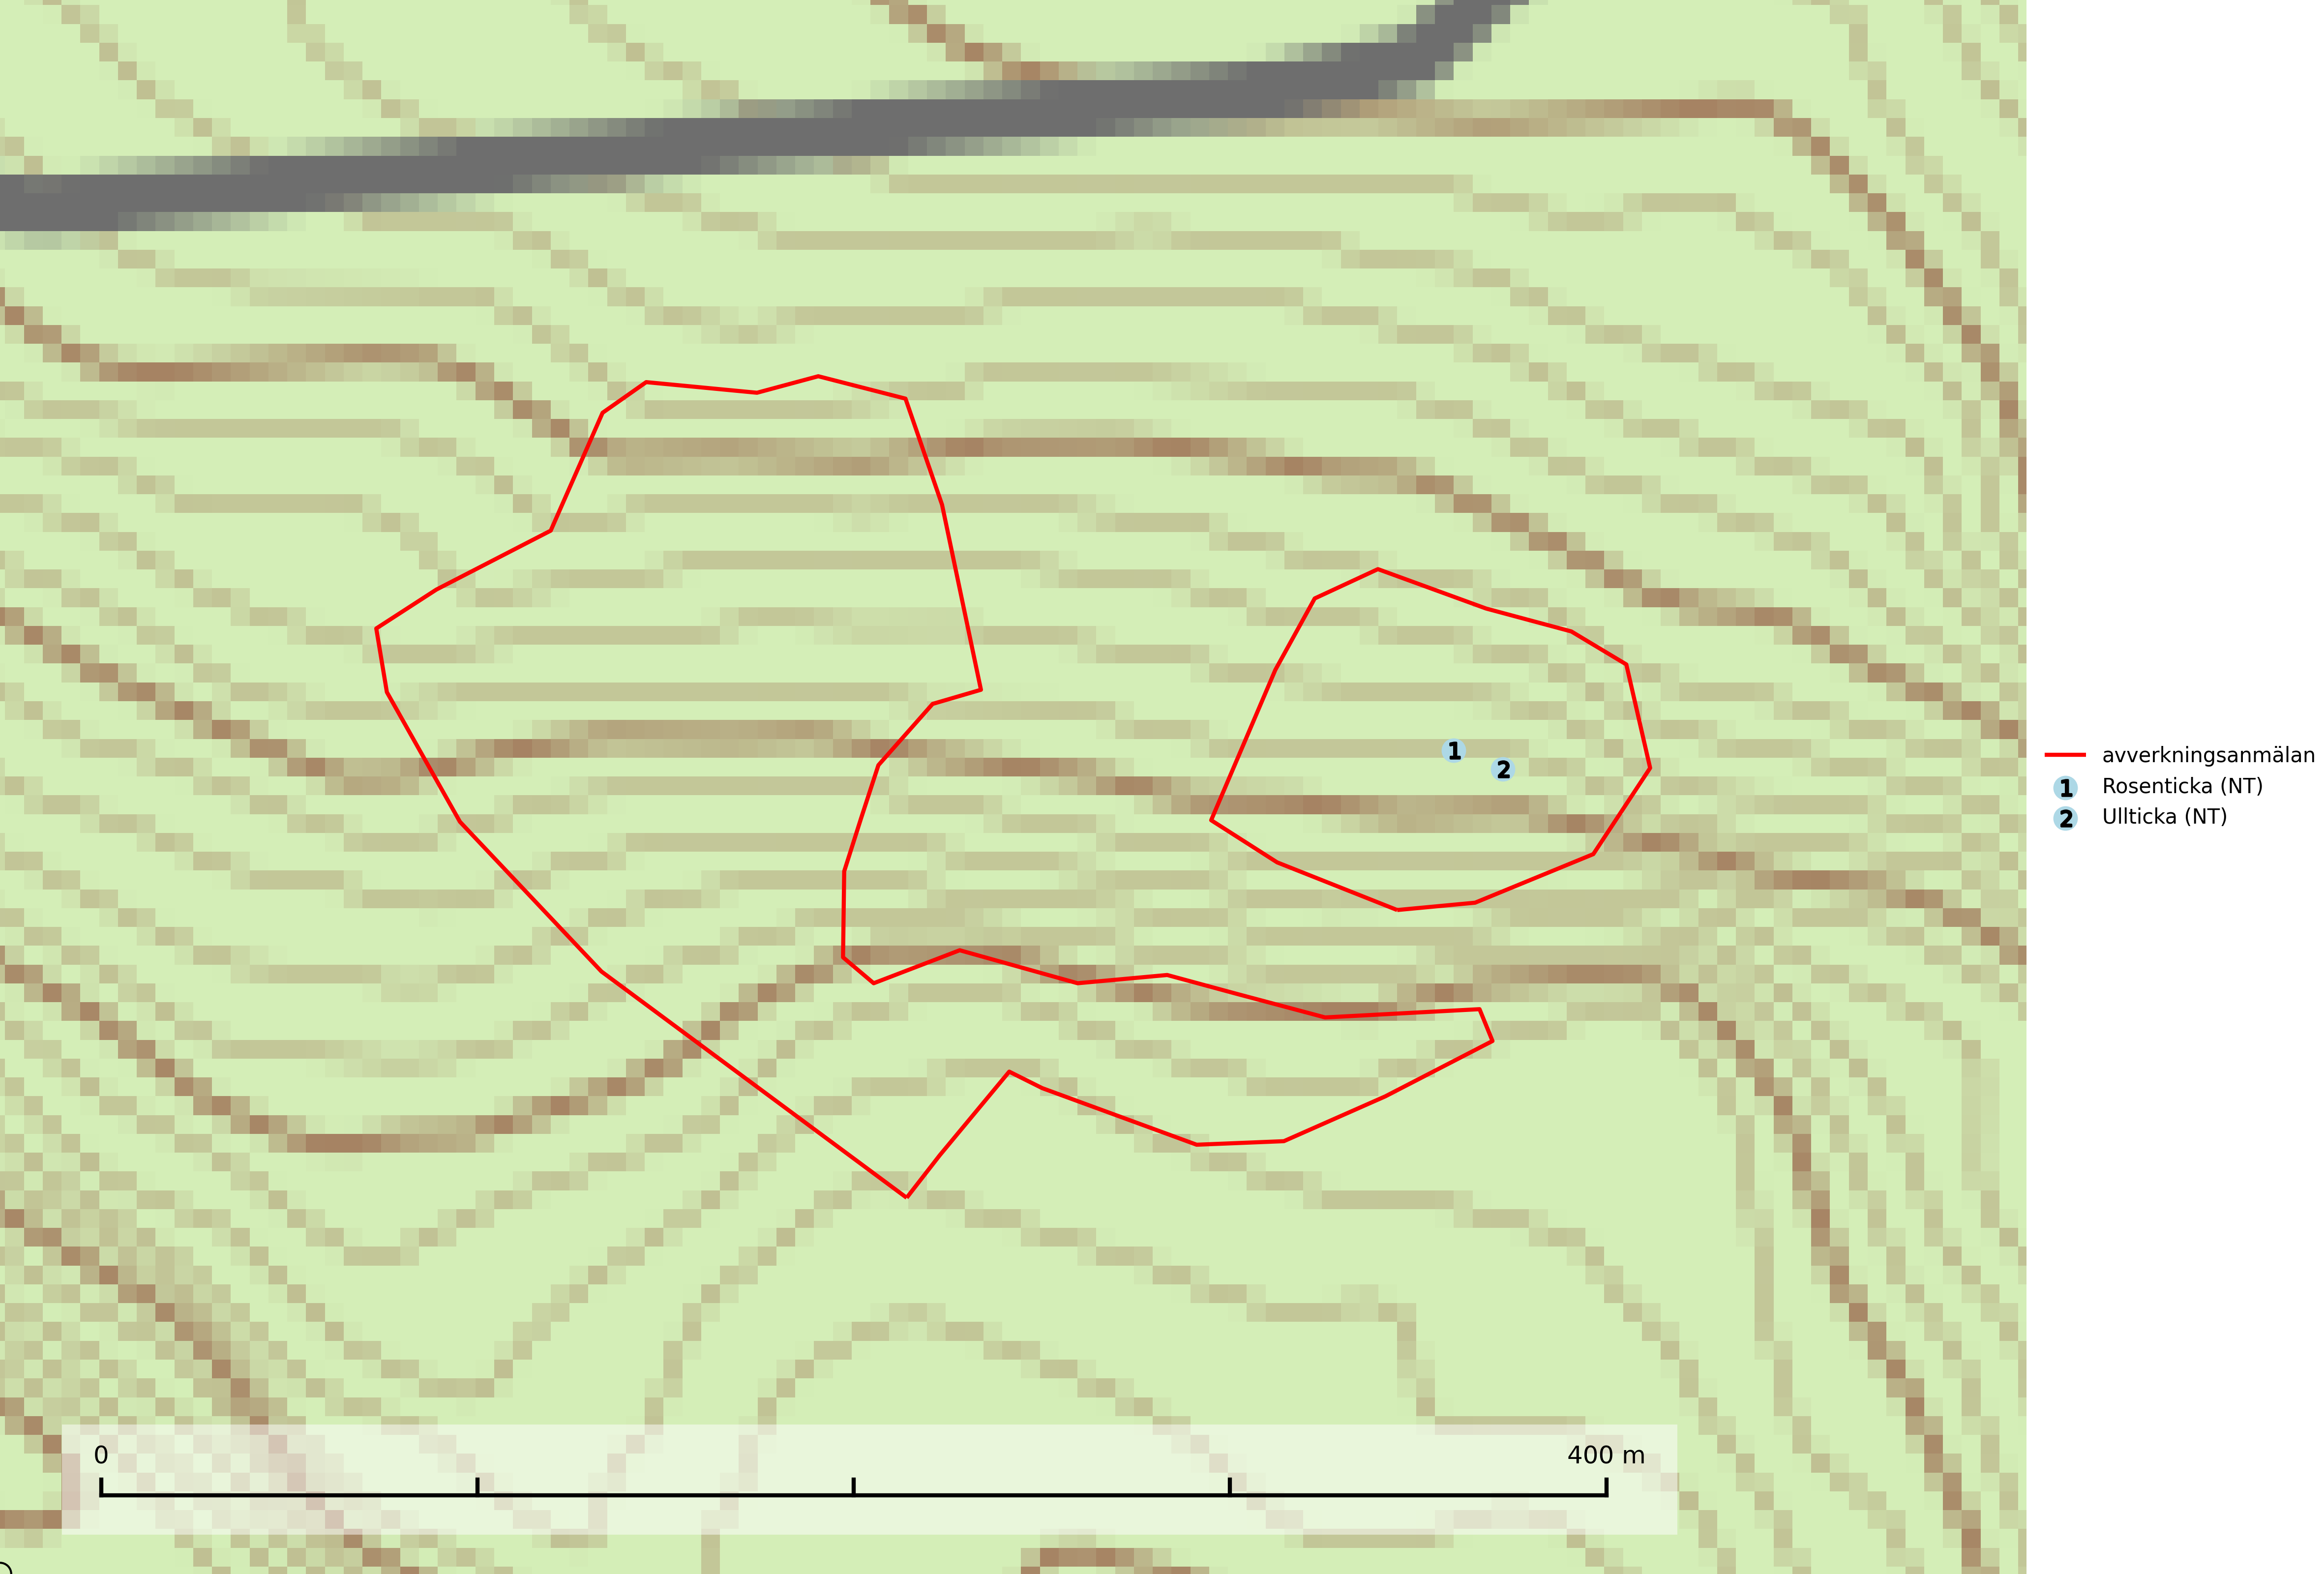 1
2
avverkningsanmälan
1 Rosenticka (NT)
2 Ullticka (NT)
0 400 m